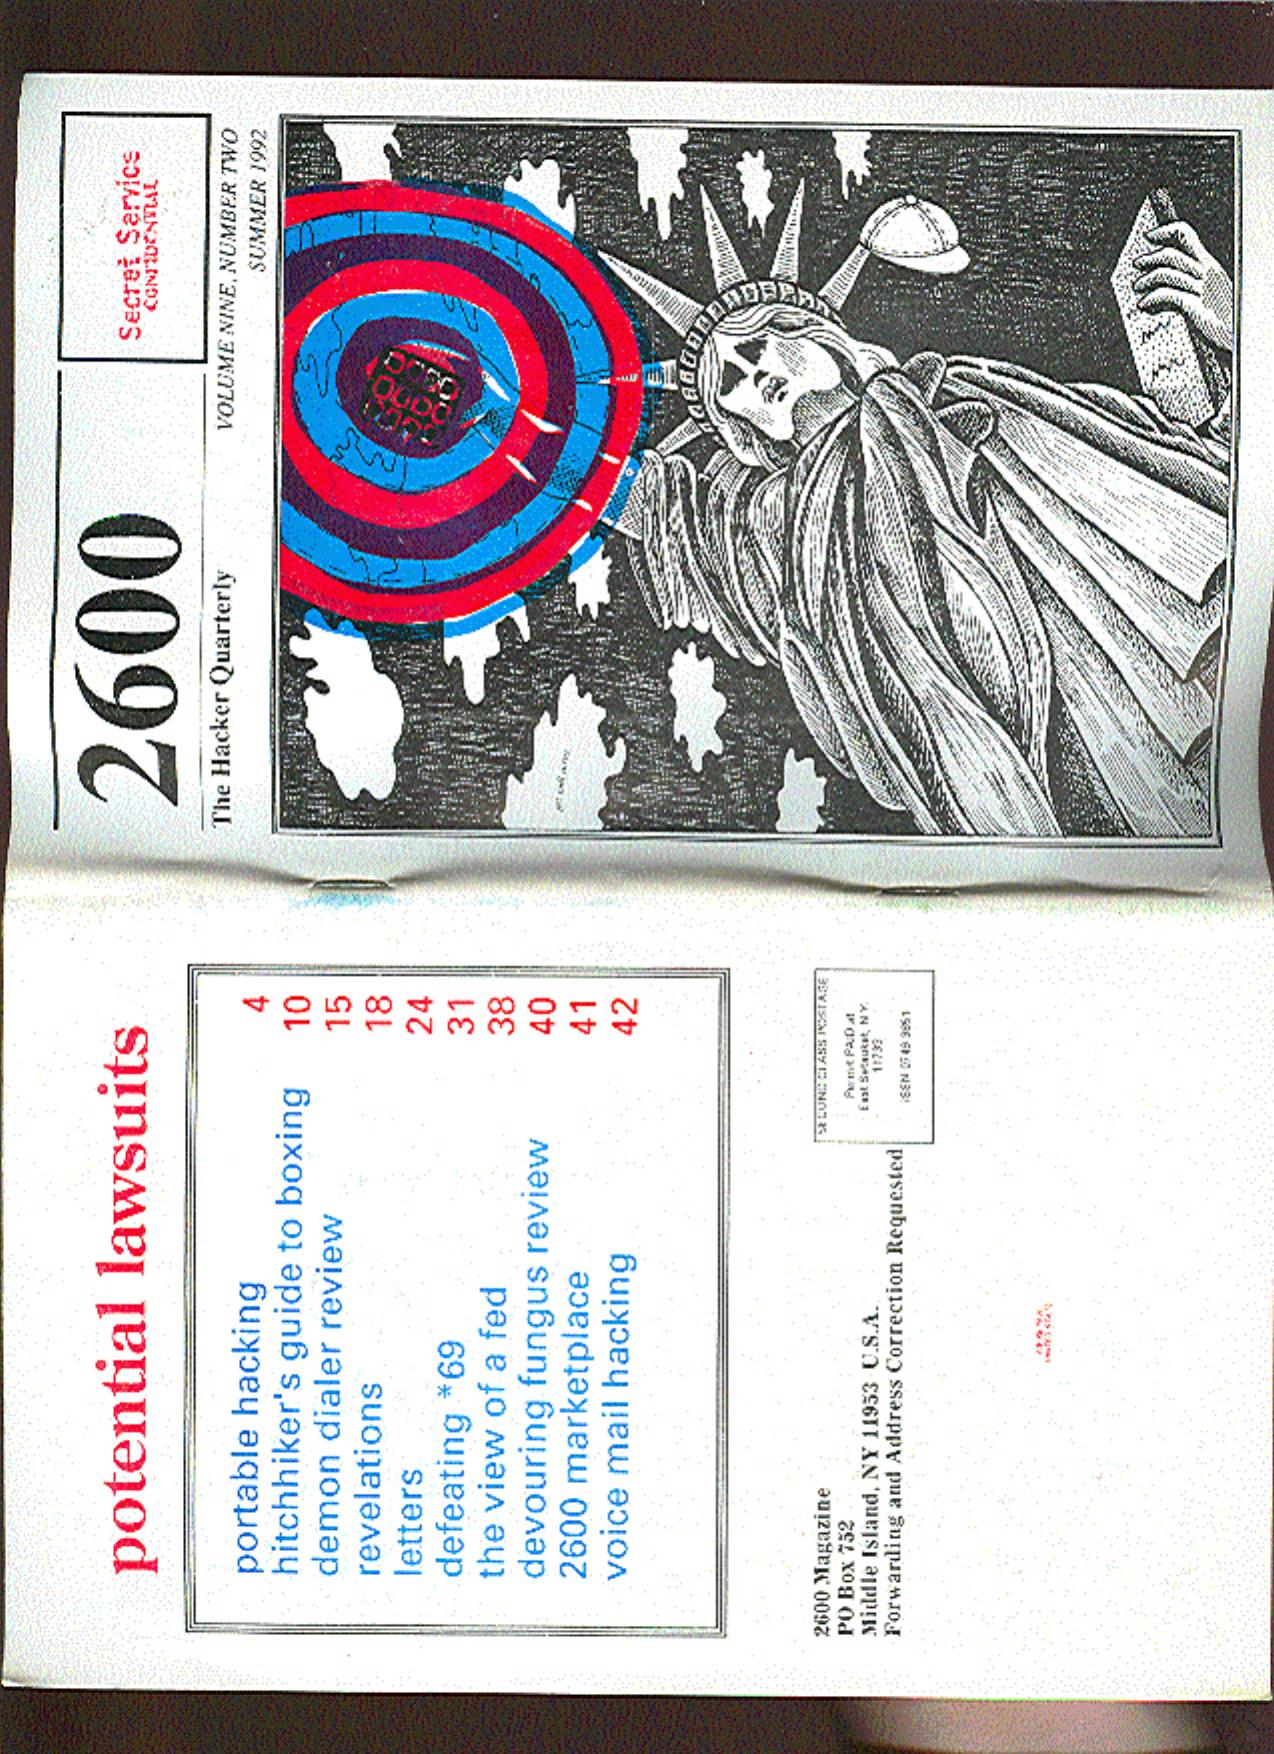 2600
Secret Service
CONFIDENTIAL
The Hacker Quarterly
VOLUME NINE, NUMBER TWO
SUMMER 1992
potential lawsuits
portable hacking 4
hitchhiker's guide to boxing 10
demon dialer review 15
revelations 18
letters 24
defeating *69 31
the view of a fed 38
devouring fungus review 40
2600 marketplace 41
voice mail hacking 42
2600 Magazine
PO Box 752
Middle Island, NY 11953 U.S.A.
Forwarding and Address Correction Requested
SECOND CLASS POSTAGE
Permit PAID at
East Setauket, N.Y.
11733
ISSN 0749-3851